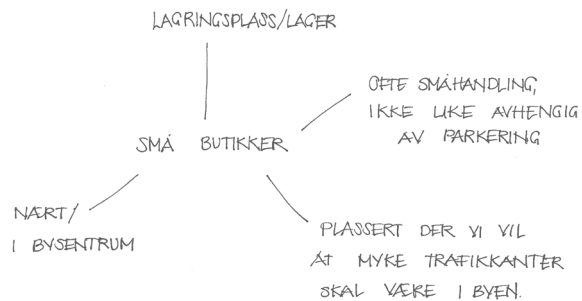 LAGRINGSPLASS/LAGER
OFTE SMÅHANDLING,
IKKE LIKE AVHENGIG
AV PARKERING
SMÅ BUTIKKER
NÆRT/
I BYSENTRUM
PLASSERT DER VI VIL
AT MYKE TRAFIKKANTER
SKAL VÆRE I BYEN.